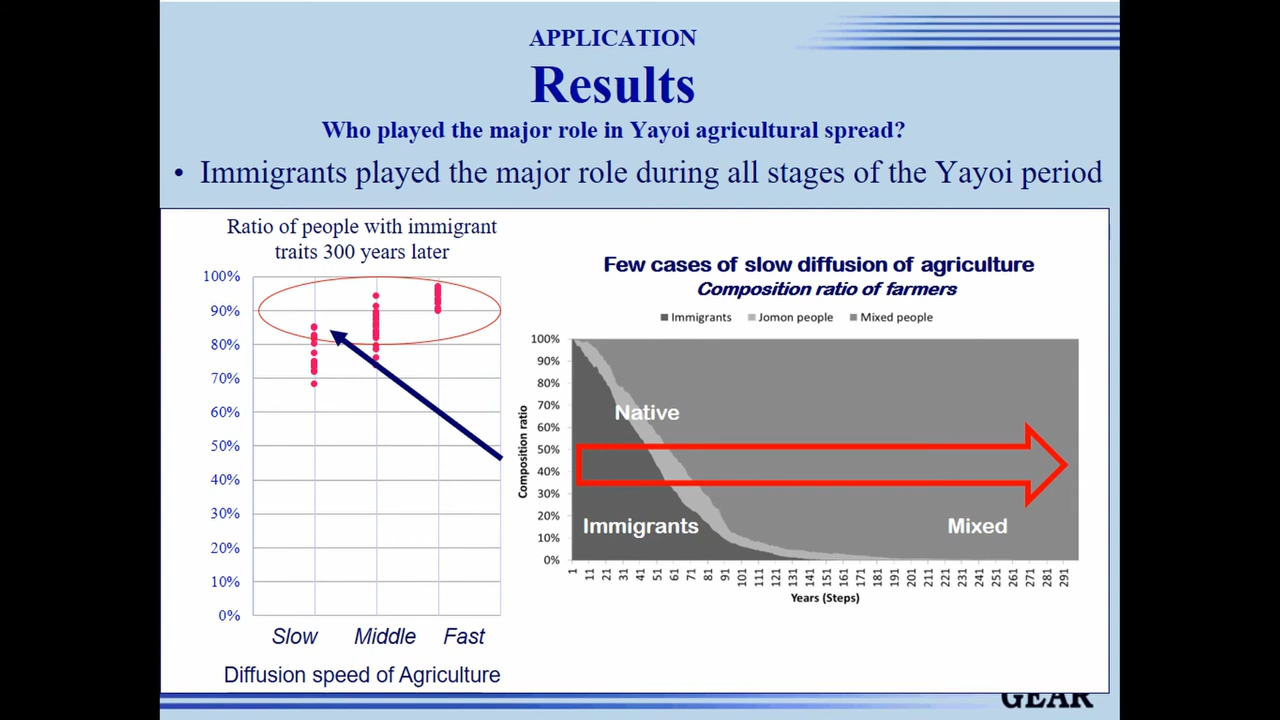 APPLICATION
Results
Who played the major role in Yayoi agricultural spread?
• Immigrants played the major role during all stages of the Yayoi period
Ratio of people with immigrant
traits 300 years later
100%
90%
80%
70%
60%
50%
40%
30%
20%
10%
0%
Slow Middle Fast
Diffusion speed of Agriculture
Few cases of slow diffusion of agriculture
Composition ratio of farmers
Immigrants Jomon people Mixed people
Composition ratio
100%
90%
80%
70%
60%
50%
40%
30%
20%
10%
0%
Native
Immigrants
Mixed
1 11 21 31 41 51 61 71 81 91 101 111 121 131 141 151 161 171 181 191 201 211 221 231 241 251 261 271 281 291
Years (Steps)
GEAR